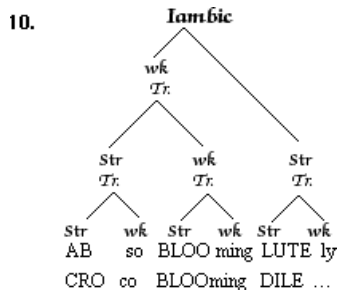 10. Iambic
wk
Tr.
Str wk Str
Tr. Tr. Tr.
Str wk Str wk Str wk
AB so BLOO ming LUTE ly
CRO co BLOOming DILE ...